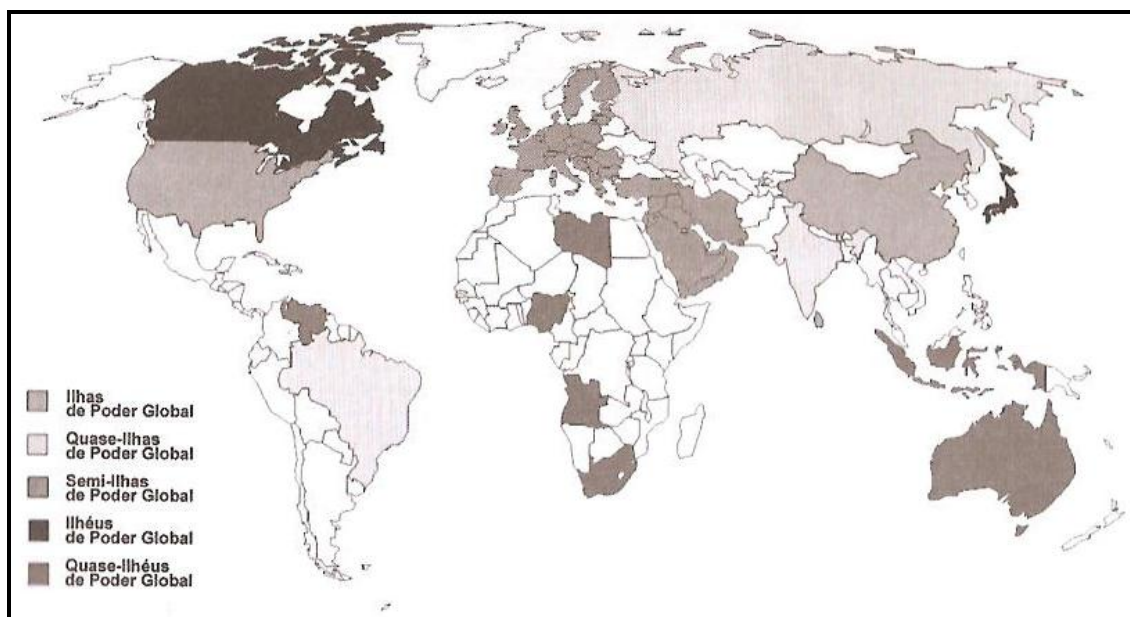 Ilhas
de Poder Global
Quase-Ilhas
de Poder Global
Semi-Ilhas
de Poder Global
Ilhéus
de Poder Global
Quase-Ilhéus
de Poder Global